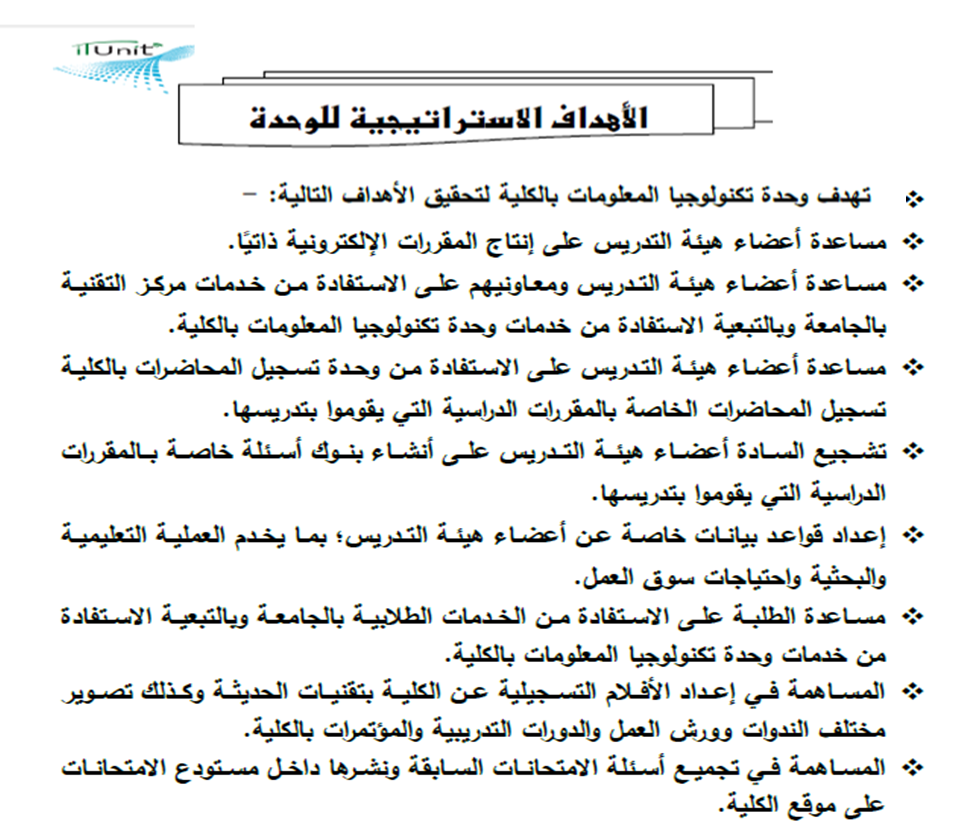 iTUnit
الأهداف الاستراتيجية للوحدة
❖ تهدف وحدة تكنولوجيا المعلومات بالكلية لتحقيق الأهداف التالية: –
❖ مساعدة أعضاء هيئة التدريس على إنتاج المقررات الإلكترونية ذاتيًا.
❖ مساعدة أعضاء هيئة التدريس ومعاونيهم على الاستفادة من خدمات مركز التقنية
بالجامعة وبالتبعية الاستفادة من خدمات وحدة تكنولوجيا المعلومات بالكلية.
❖ مساعدة أعضاء هيئة التدريس على الاستفادة من وحدة تسجيل المحاضرات بالكلية
تسجيل المحاضرات الخاصة بالمقررات الدراسية التي يقوموا بتدريسها.
❖ تشجيع السادة أعضاء هيئة التدريس على أنشاء بنوك أسئلة خاصة بالمقررات
الدراسية التي يقوموا بتدريسها.
❖ إعداد قواعد بيانات خاصة عن أعضاء هيئة التدريس؛ بما يخدم العملية التعليمية
والبحثية واحتياجات سوق العمل.
❖ مساعدة الطلبة على الاستفادة من الخدمات الطلابية بالجامعة وبالتبعية الاستفادة
من خدمات وحدة تكنولوجيا المعلومات بالكلية.
❖ المساهمة في إعداد الأفلام التسجيلية عن الكلية بتقنيات الحديثة وكذلك تصوير
مختلف الندوات وورش العمل والدورات التدريبية والمؤتمرات بالكلية.
❖ المساهمة في تجميع أسئلة الامتحانات السابقة ونشرها داخل مستودع الامتحانات
على موقع الكلية.